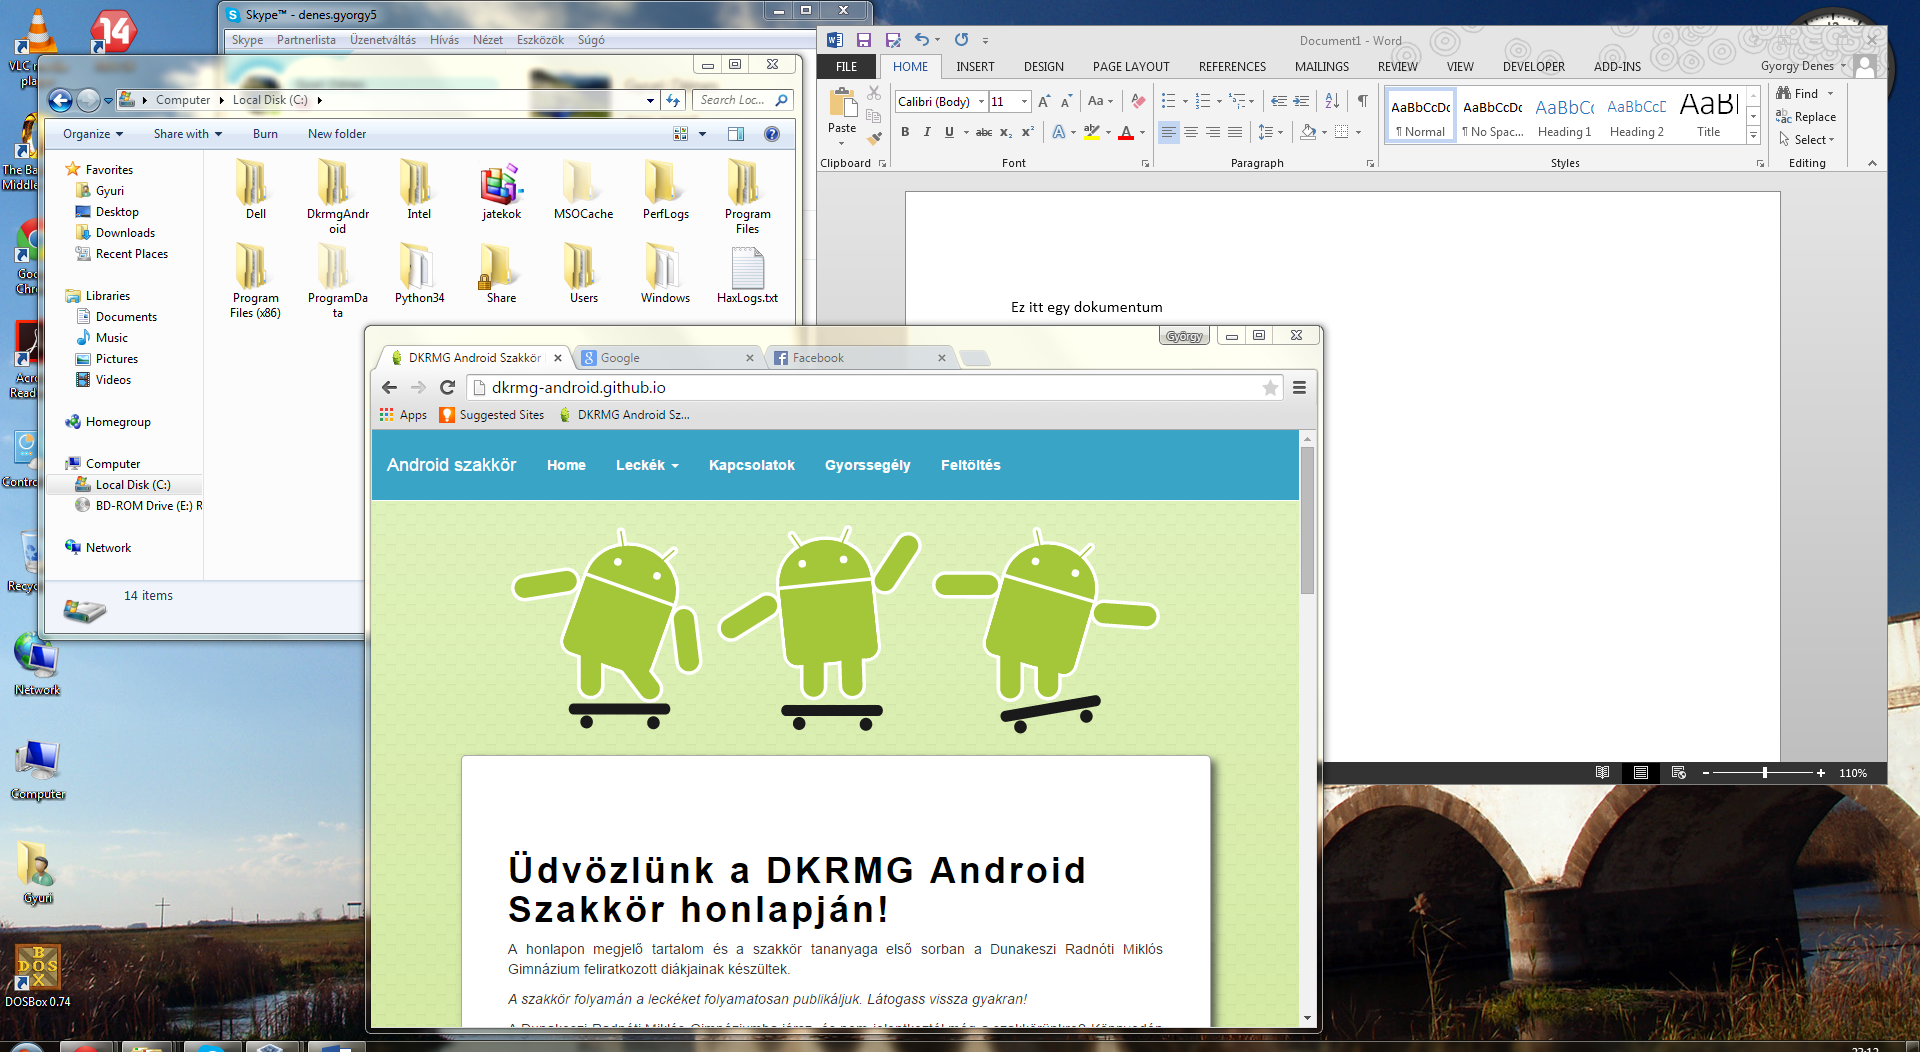 Skype™ - denes.gyorgy5
Skype Partnerlista Üzenetváltás Hívás Nézet Eszközök Súgó
14
VLC
pla
Computer Local Disk (C:)
Search Loc...
Organize Share with Burn New folder
Favorites
Gyuri
Desktop
Downloads
Recent Places
Libraries
Documents
Music
Pictures
Videos
Homegroup
Computer
Local Disk (C:)
BD-ROM Drive (E:) R
Network
Dell
DkrmgAndr
oid
Intel
jatekok
MSOCache
PerfLogs
Program
Files
Program
Files (x86)
ProgramDa
ta
Python34
Share
Users
Windows
HaxLogs.txt
14 items
The Ba
Middle
Goo
Chr
Acro
Read
Contro
Recyc
Network
Computer
Gyuri
DOSBox 0.74
Document1 - Word
FILE HOME INSERT DESIGN PAGE LAYOUT REFERENCES MAILINGS REVIEW VIEW DEVELOPER ADD-INS Gyorgy Denes
Paste
Clipboard
Calibri (Body) 11
Aa
B I U abc x₂ x²
Font
Paragraph
AaBbCcDc AaBbCcDc AaBbCc AaBbCcD AaBl
¶ Normal ¶ No Spac... Heading 1 Heading 2 Title
Styles
Find
Replace
Select
Editing
Ez itt egy dokumentum
110%
György
DKRMG Android Szakkör Google Facebook
dkrmg-android.github.io
Apps Suggested Sites DKRMG Android Sz...
Android szakkör Home Leckék Kapcsolatok Gyorssegély Feltöltés
Üdvözlünk a DKRMG Android
Szakkör honlapján!
A honlapon megjelő tartalom és a szakkör tananyaga első sorban a Dunakeszi Radnóti Miklós
Gimnázium feliratkozott diákjainak készültek.
A szakkör folyamán a leckéket folyamatosan publikáljuk. Látogass vissza gyakran!